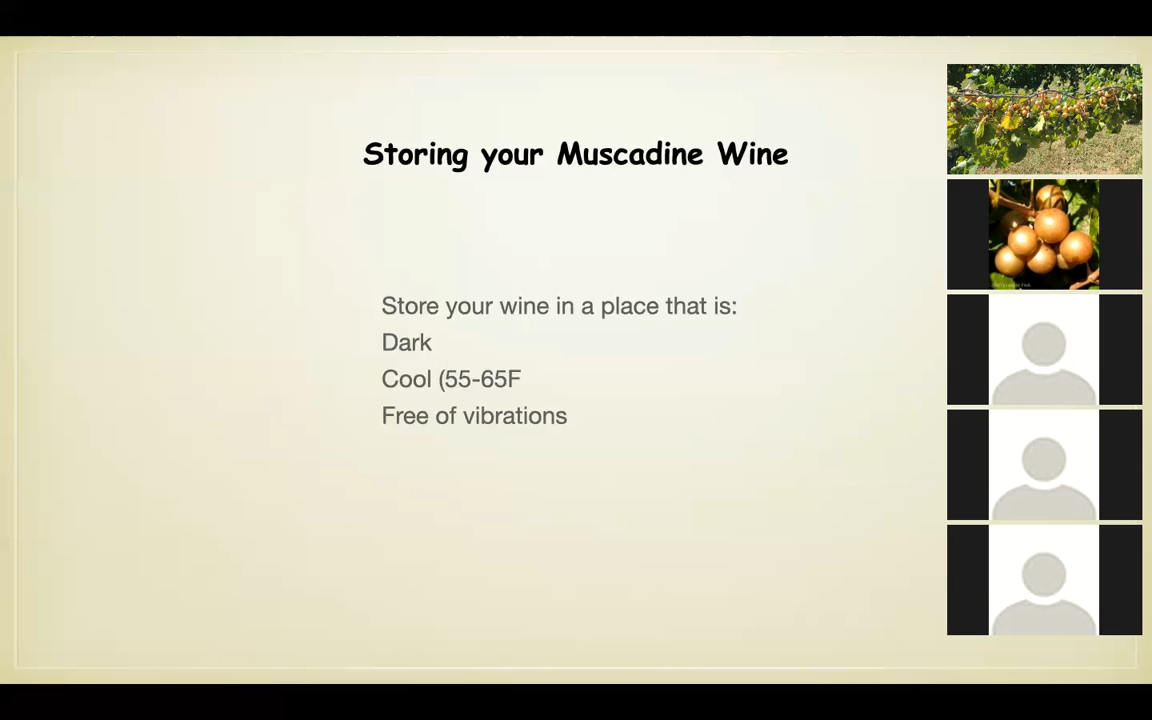 Storing your Muscadine Wine
Store your wine in a place that is:
Dark
Cool (55-65F
Free of vibrations